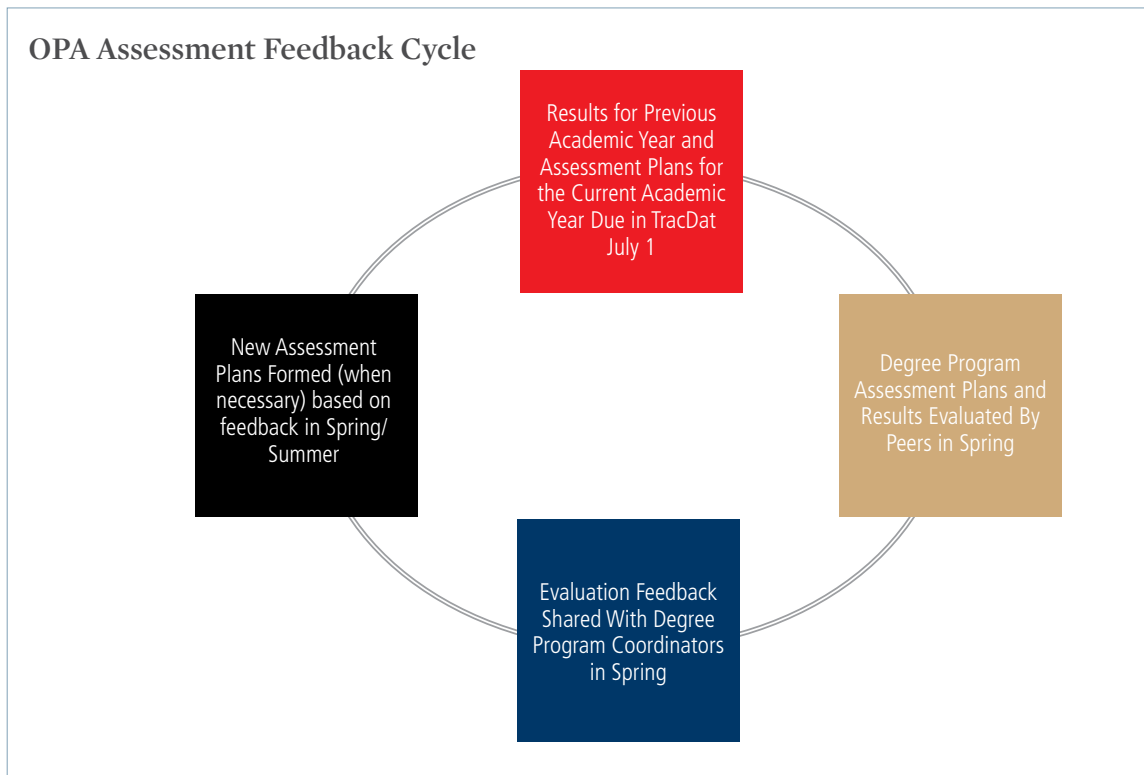 OPA Assessment Feedback Cycle
Results for Previous
Academic Year and
Assessment Plans for
the Current Academic
Year Due in TracDat
July 1
New Assessment
Plans Formed (when
necessary) based on
feedback in Spring/
Summer
Degree Program
Assessment Plans and
Results Evaluated By
Peers in Spring
Evaluation Feedback
Shared With Degree
Program Coordinators
in Spring